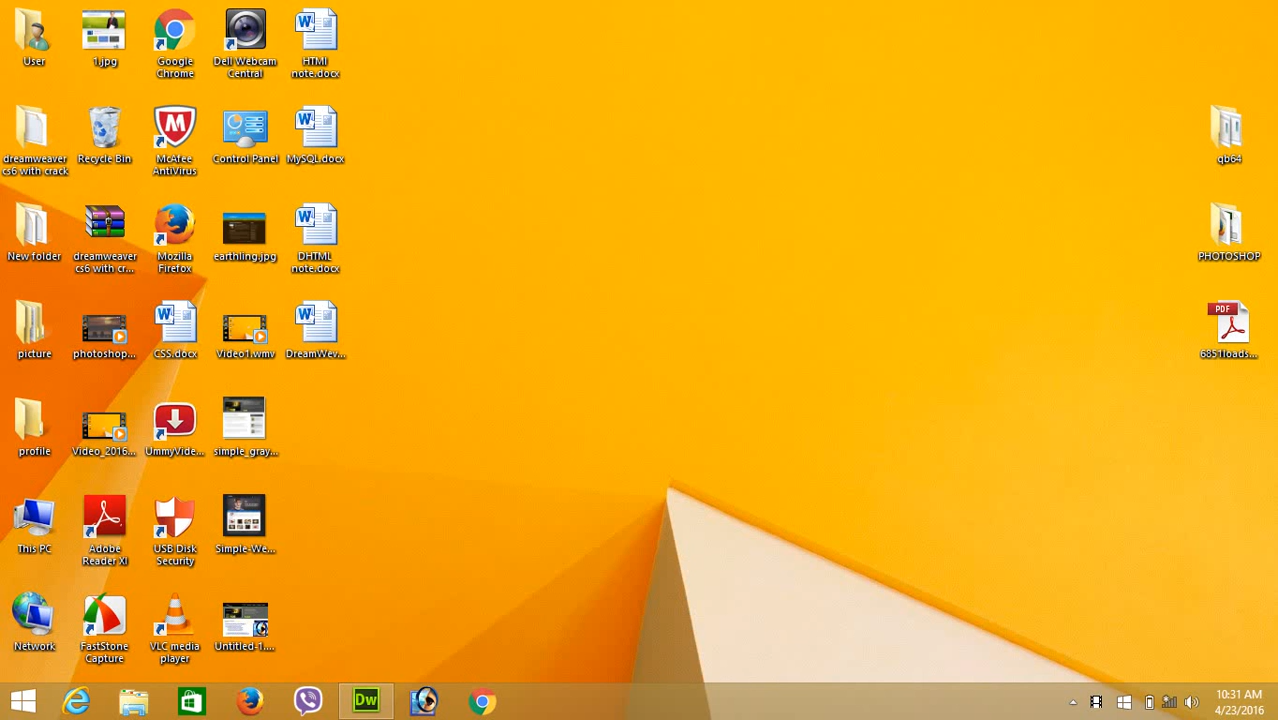 User
1.jpg
Google
Chrome
Dell Webcam
Central
HTMl
note.docx
dreamweaver
cs6 with crack
Recycle Bin
McAfee
AntiVirus
Control Panel
MySQL.docx
qb64
New folder
dreamweaver
cs6 with cr...
Mozilla
Firefox
earthling.jpg
DHTML
note.docx
PHOTOSHOP
picture
photoshop...
CSS.docx
Video1.wmv
DreamWev...
PDF
6851loads...
profile
Video_2016...
UmmyVide...
simple_gray...
This PC
Adobe
Reader XI
USB Disk
Security
Simple-We...
Network
FastStone
Capture
VLC media
player
Untitled-1....
Dw
10:31 AM
4/23/2016